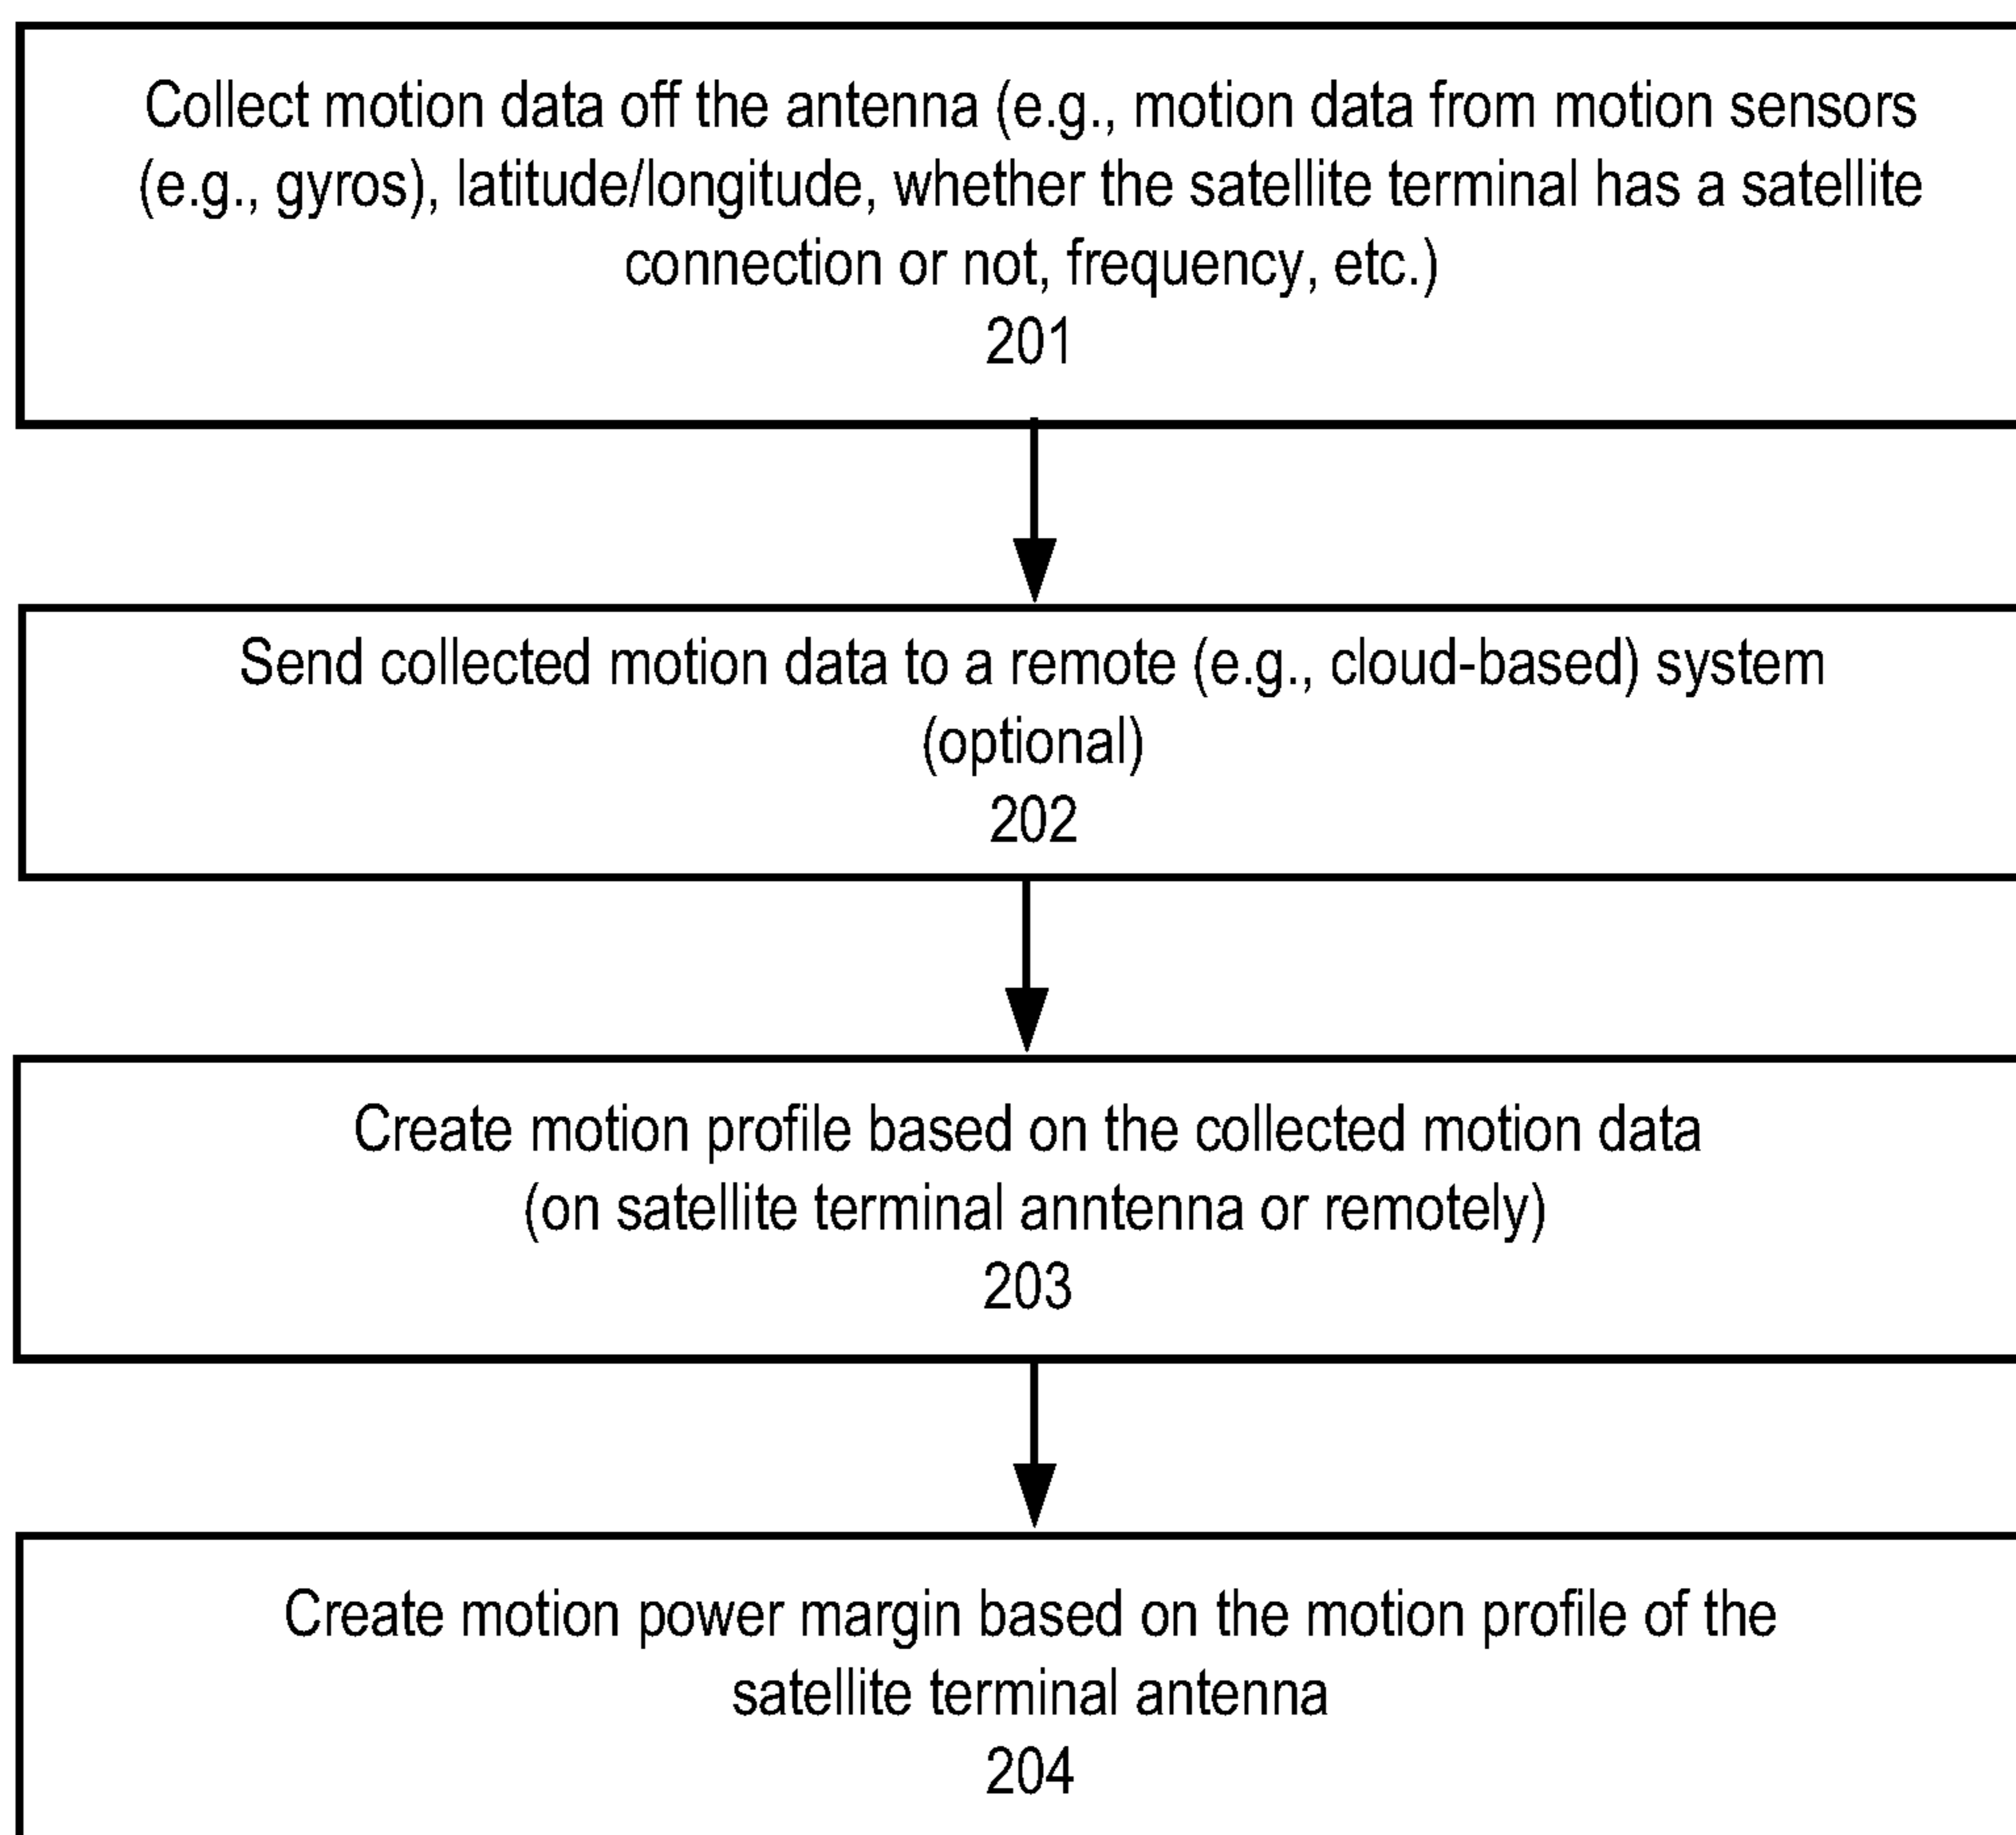 Collect motion data off the antenna (e.g., motion data from motion sensors
(e.g., gyros), latitude/longitude, whether the satellite terminal has a satellite
connection or not, frequency, etc.)
201
Send collected motion data to a remote (e.g., cloud-based) system
(optional)
202
Create motion profile based on the collected motion data
(on satellite terminal anntenna or remotely)
203
Create motion power margin based on the motion profile of the
satellite terminal antenna
204